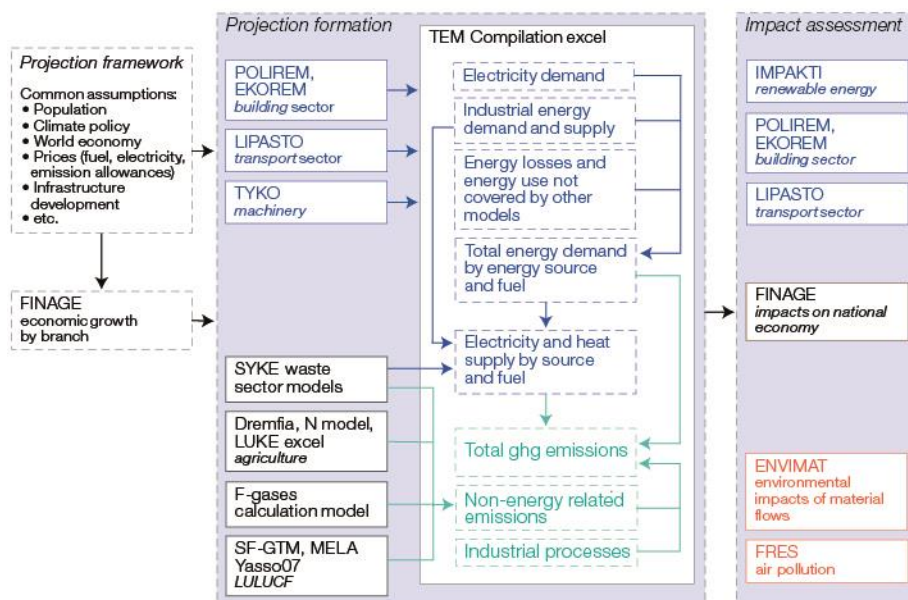 Projection framework
Common assumptions:
• Population
• Climate policy
• World economy
• Prices (fuel, electricity,
emission allowances)
• Infrastructure
development
• etc.
FINAGE
economic growth
by branch
Projection formation
POLIREM,
EKOREM
building sector
LIPASTO
transport sector
TYKO
machinery
SYKE waste
sector models
Dremfia, N model,
LUKE excel
agriculture
F-gases
calculation model
SF-GTM, MELA
Yasso07
LULUCF
TEM Compilation excel
Electricity demand
Industrial energy
demand and supply
Energy losses and
energy use not
covered by other
models
Total energy demand
by energy source
and fuel
Electricity and heat
supply by source
and fuel
Total ghg emissions
Non-energy related
emissions
Industrial processes
Impact assessment
IMPAKTI
renewable energy
POLIREM,
EKOREM
building sector
LIPASTO
transport sector
FINAGE
impacts on national
economy
ENVIMAT
environmental
impacts of material
flows
FRES
air pollution